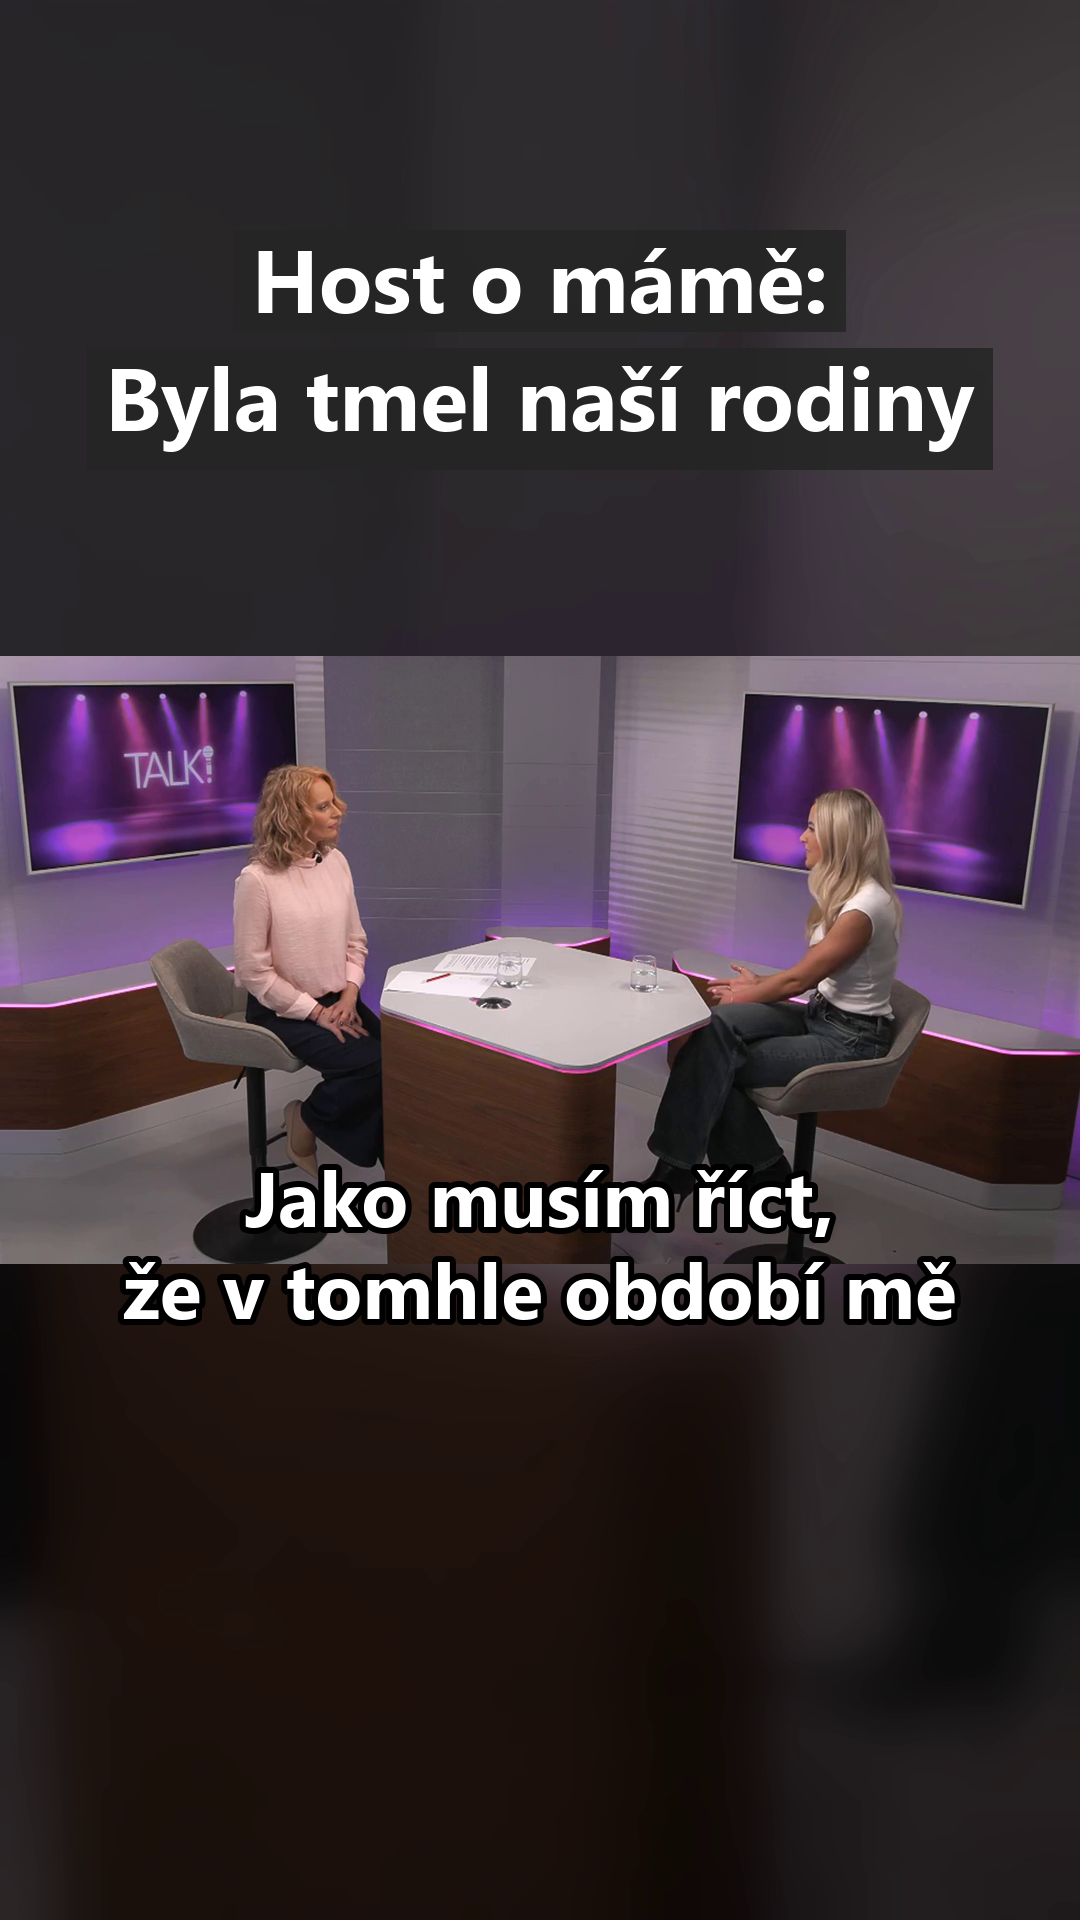 Host o mámě:
Byla tmel naší rodiny
TALK!
Jako musím říct,
že v tomhle období mě